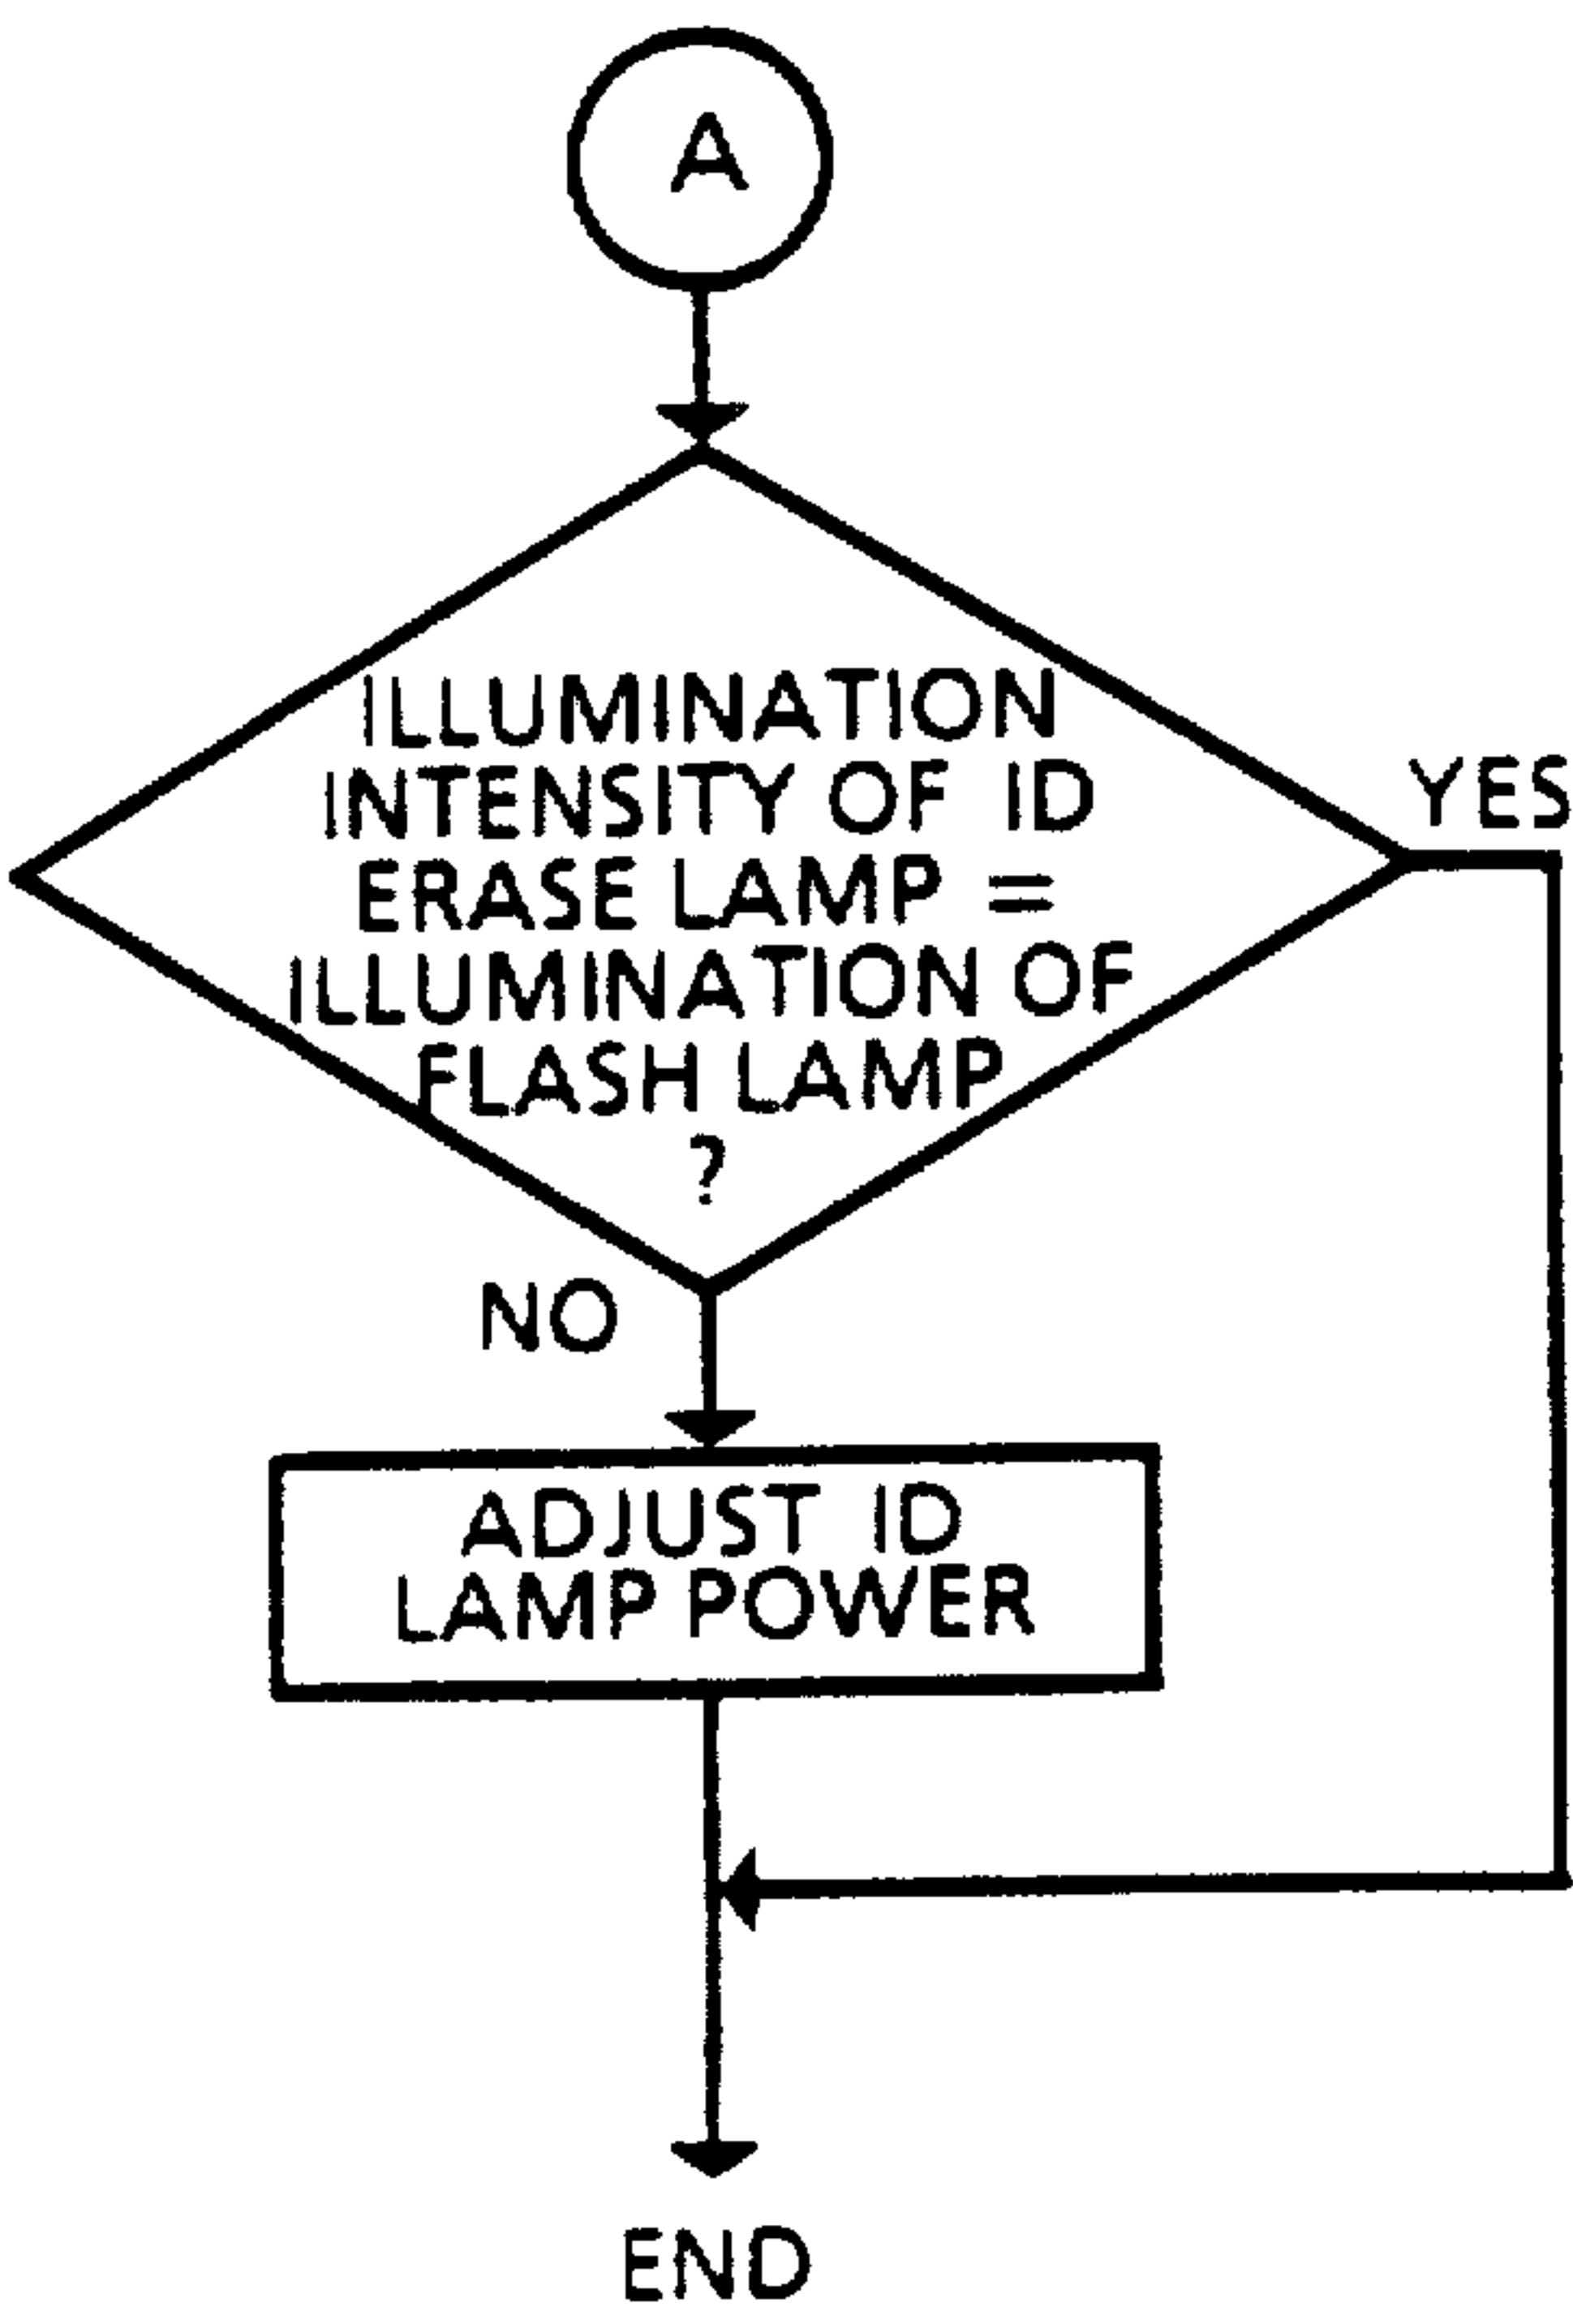 A
ILLUMINATION
INTENSITY OF ID
ERASE LAMP =
ILLUMINATION OF
FLASH LAMP
?
YES
NO
ADJUST ID
LAMP POWER
END